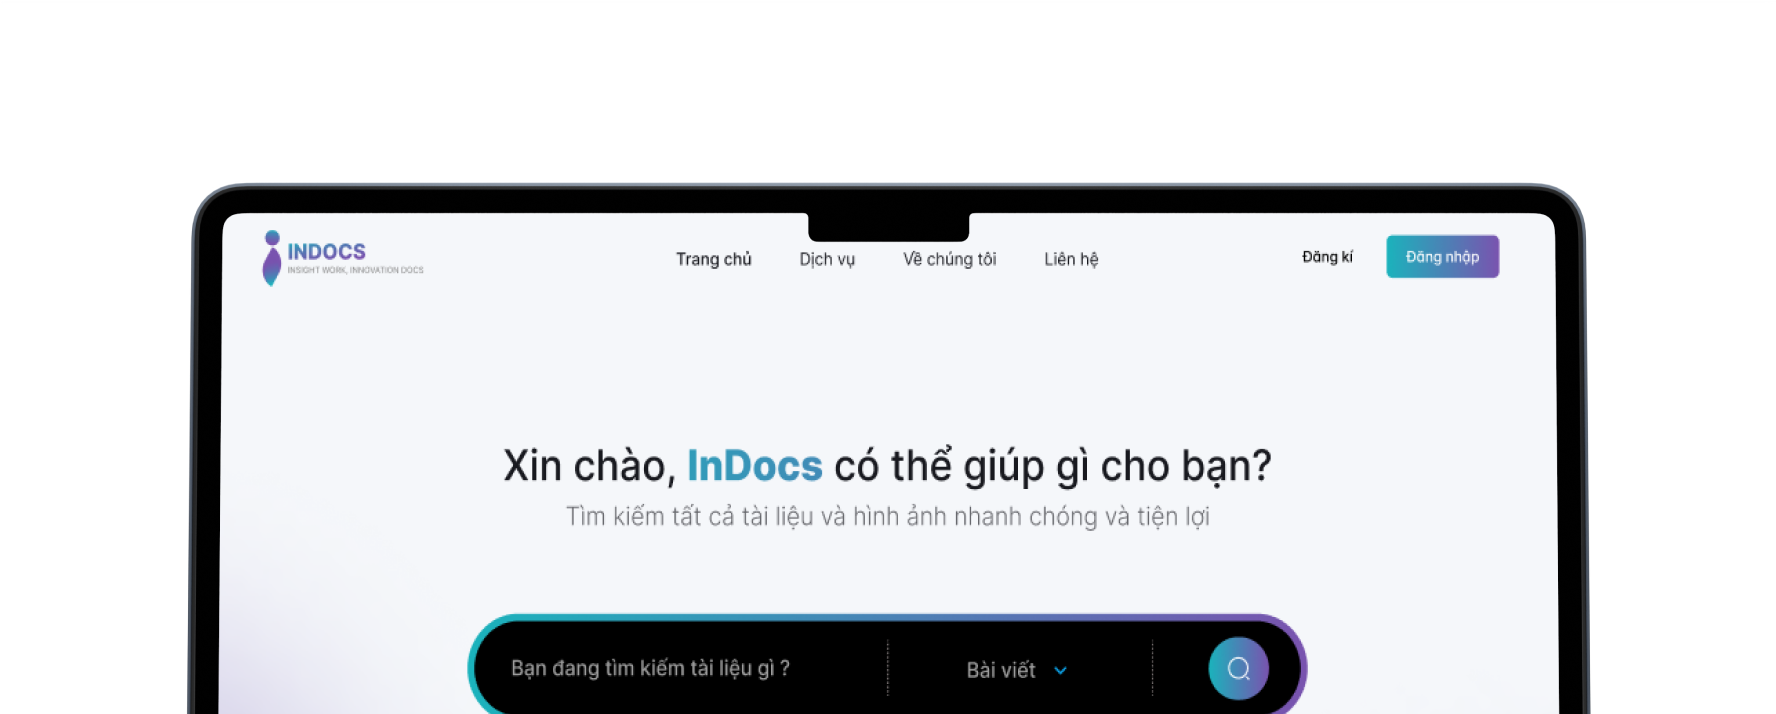 INDOCS
INSIGHT WORK, INNOVATION DOCS
Trang chủ
Dịch vụ
Về chúng tôi
Liên hệ
Đăng kí
Đăng nhập
Xin chào, InDocs có thể giúp gì cho bạn?
Tìm kiếm tất cả tài liệu và hình ảnh nhanh chóng và tiện lợi
Bạn đang tìm kiếm tài liệu gì ?
Bài viết